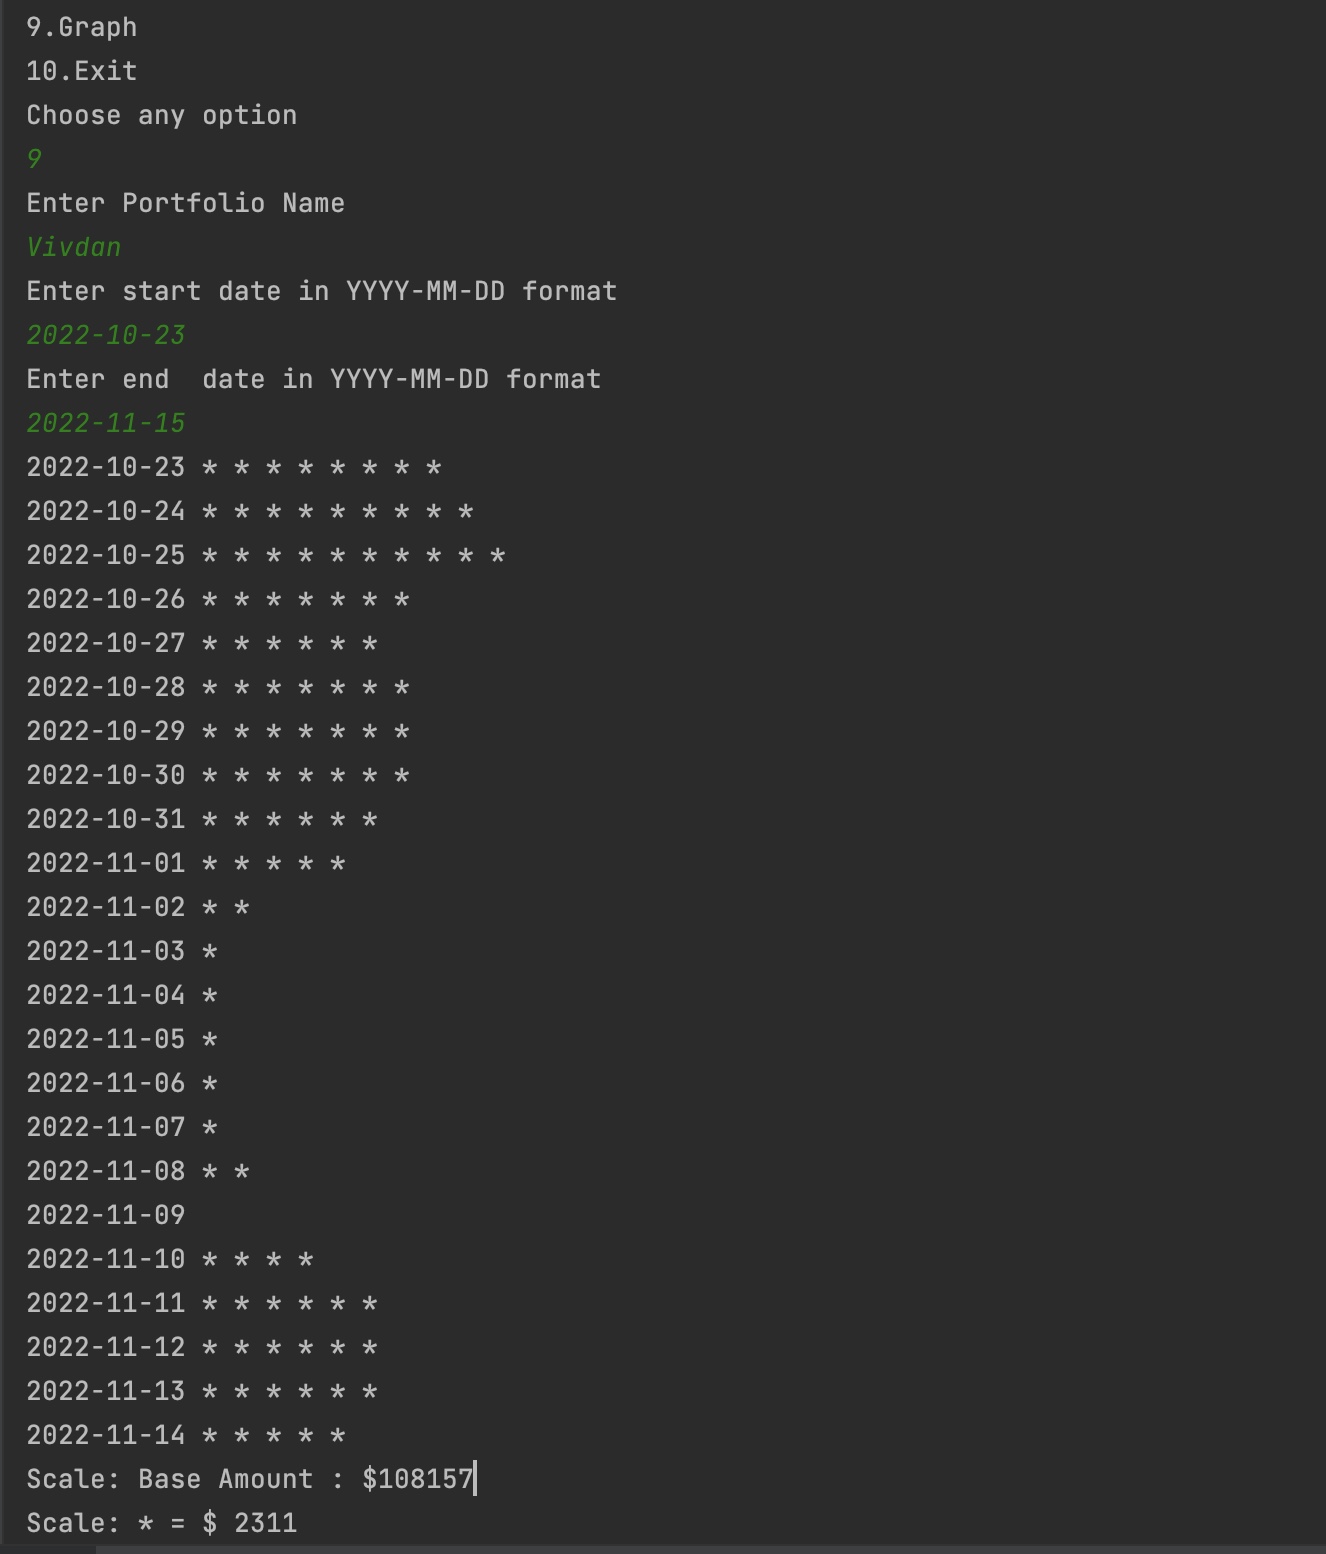 9.Graph
10.Exit
Choose any option
9
Enter Portfolio Name
Vivdan
Enter start date in YYYY-MM-DD format
2022-10-23
Enter end  date in YYYY-MM-DD format
2022-11-15
2022-10-23 * * * * * * * *
2022-10-24 * * * * * * * * *
2022-10-25 * * * * * * * * * *
2022-10-26 * * * * * * *
2022-10-27 * * * * * *
2022-10-28 * * * * * * *
2022-10-29 * * * * * * *
2022-10-30 * * * * * * *
2022-10-31 * * * * * *
2022-11-01 * * * * *
2022-11-02 * *
2022-11-03 *
2022-11-04 *
2022-11-05 *
2022-11-06 *
2022-11-07 *
2022-11-08 * *
2022-11-09
2022-11-10 * * * *
2022-11-11 * * * * * *
2022-11-12 * * * * * *
2022-11-13 * * * * * *
2022-11-14 * * * * *
Scale: Base Amount : $108157
Scale: * = $ 2311